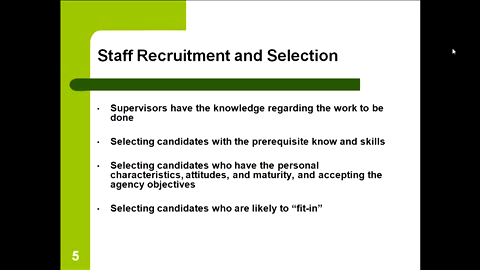 Staff Recruitment and Selection
• Supervisors have the knowledge regarding the work to be
done
• Selecting candidates with the prerequisite know and skills
• Selecting candidates who have the personal
characteristics, attitudes, and maturity, and accepting the
agency objectives
• Selecting candidates who are likely to “fit-in”
5